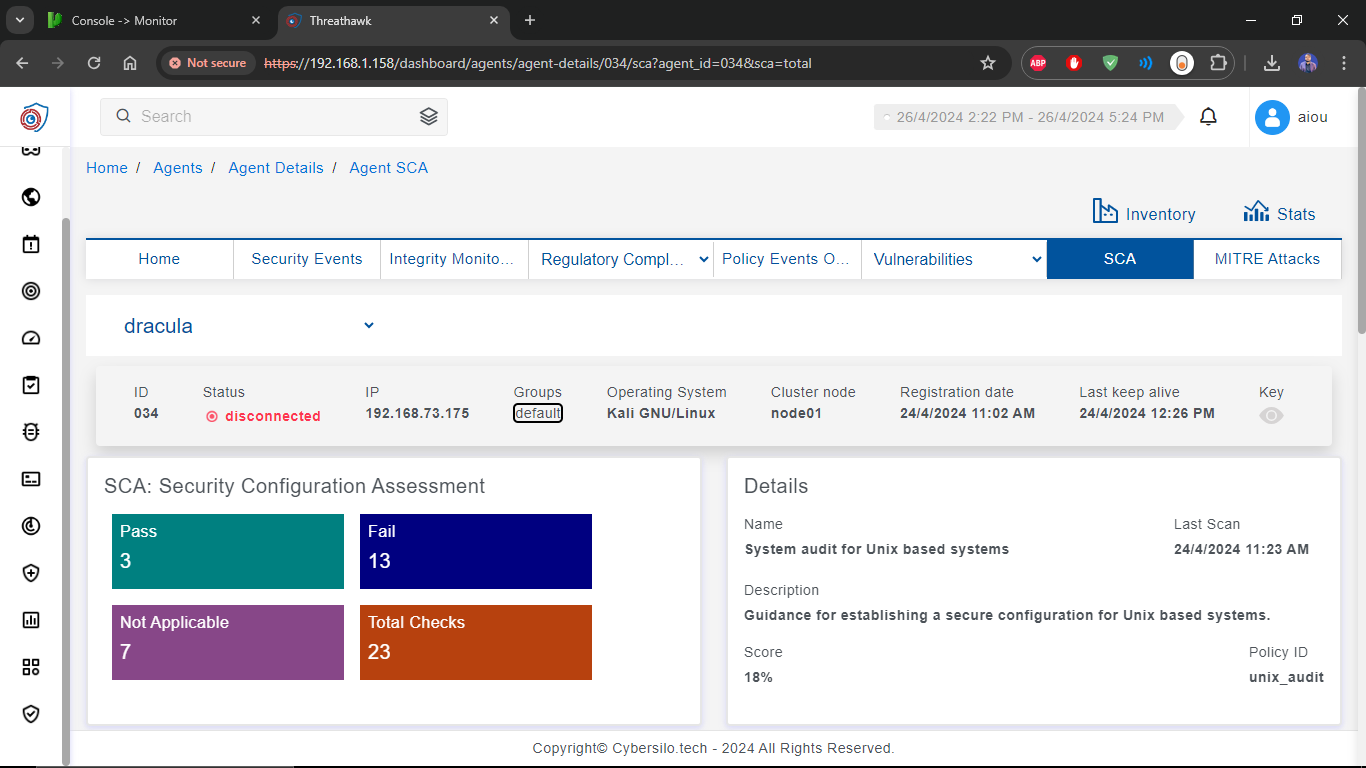 Console -> Monitor
Threathawk
Not secure https://192.168.1.158/dashboard/agents/agent-details/034/sca?agent_id=034&sca=total
ABP
Search
26/4/2024 2:22 PM - 26/4/2024 5:24 PM
aiou
Home / Agents / Agent Details / Agent SCA
Inventory Stats
Home Security Events Integrity Monito... Regulatory Compl... Policy Events O... Vulnerabilities SCA MITRE Attacks
dracula
ID Status IP Groups Operating System Cluster node Registration date Last keep alive Key
034 disconnected 192.168.73.175 default Kali GNU/Linux node01 24/4/2024 11:02 AM 24/4/2024 12:26 PM
SCA: Security Configuration Assessment
Pass
3
Fail
13
Not Applicable
7
Total Checks
23
Details
Name Last Scan
System audit for Unix based systems 24/4/2024 11:23 AM
Description
Guidance for establishing a secure configuration for Unix based systems.
Score Policy ID
18% unix_audit
Copyright© Cybersilo.tech - 2024 All Rights Reserved.